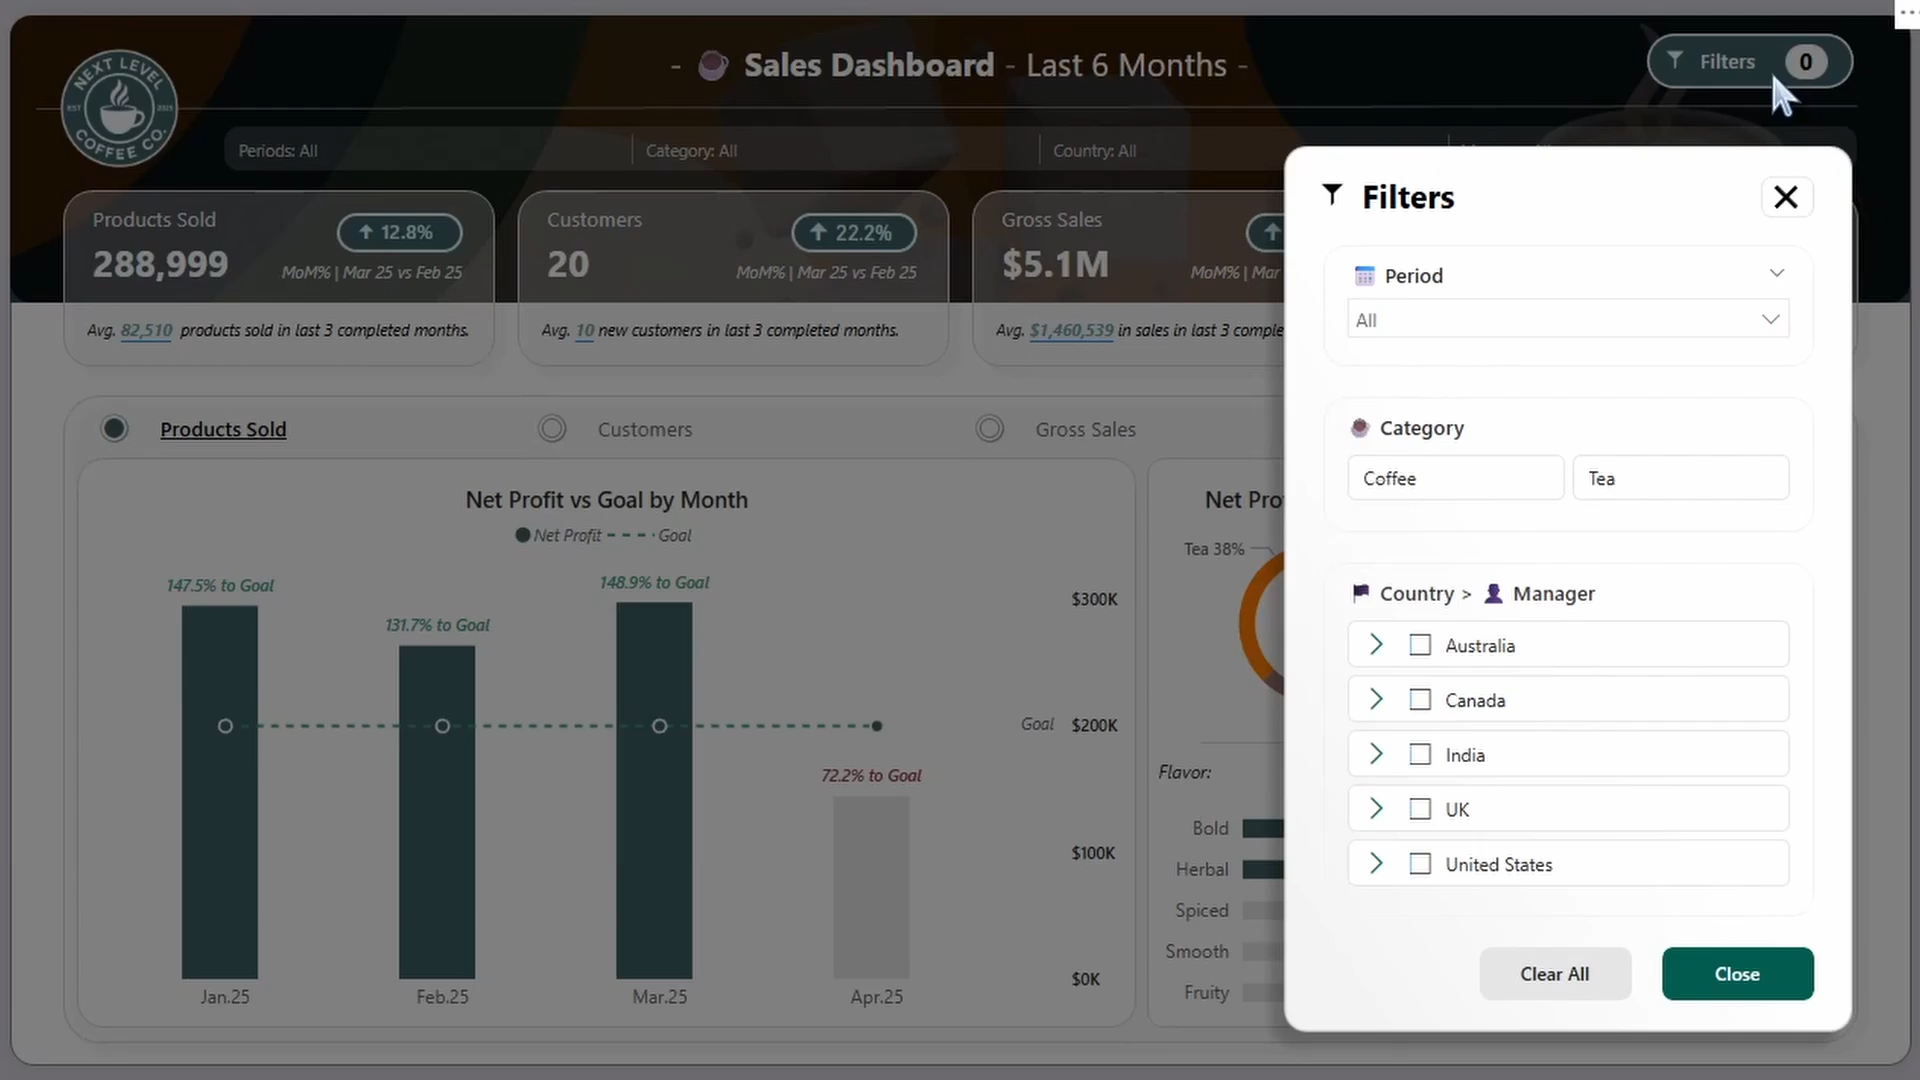 - Sales Dashboard - Last 6 Months -
Filters 0
NEXT LEVEL
COFFEE CO.
Periods: All
Category: All
Country: All
Products Sold
12.8%
288,999
MoM% | Mar 25 vs Feb 25
Avg. 82,510 products sold in last 3 completed months.
Customers
22.2%
20
MoM% | Mar 25 vs Feb 25
Avg. 10 new customers in last 3 completed months.
Gross Sales
$5.1M
MoM% | Mar
Avg. $1,460,539 in sales in last 3 comple
Products Sold
Customers
Gross Sales
Net Profit vs Goal by Month
Net Profit
Goal
147.5% to Goal
131.7% to Goal
148.9% to Goal
72.2% to Goal
$300K
Goal $200K
$100K
$0K
Jan.25
Feb.25
Mar.25
Apr.25
Net Pro
Tea 38%
Flavor:
Bold
Herbal
Spiced
Smooth
Fruity
Filters
Period
All
Category
Coffee
Tea
Country > Manager
Australia
Canada
India
UK
United States
Clear All
Close